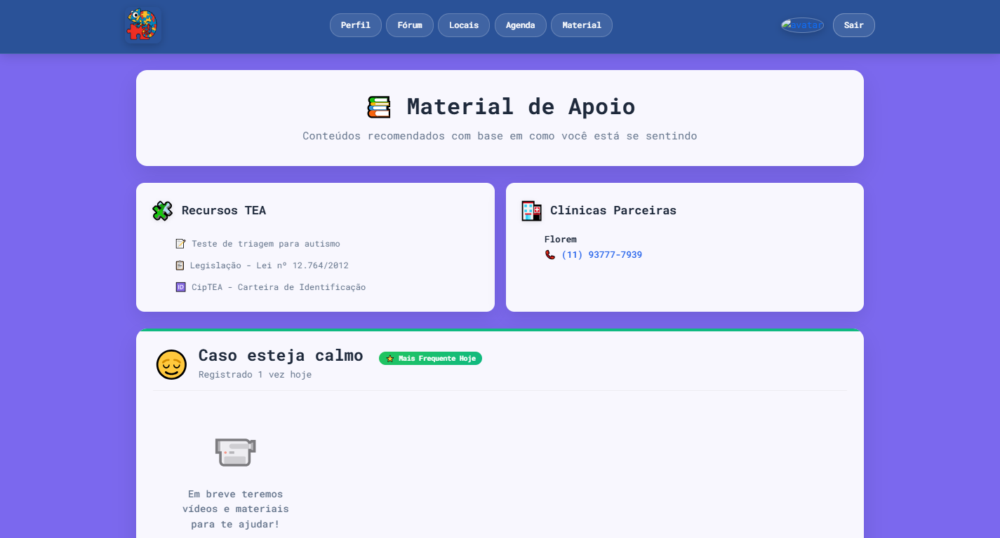 Perfil Fórum Locais Agenda Material avatar Sair
Material de Apoio
Conteúdos recomendados com base em como você está se sentindo
Recursos TEA
Teste de triagem para autismo
Legislação - Lei nº 12.764/2012
CipTEA - Carteira de Identificação
Clínicas Parceiras
Florem
(11) 93777-7939
Caso esteja calmo
Mais Frequente Hoje
Registrado 1 vez hoje
Em breve teremos
vídeos e materiais
para te ajudar!